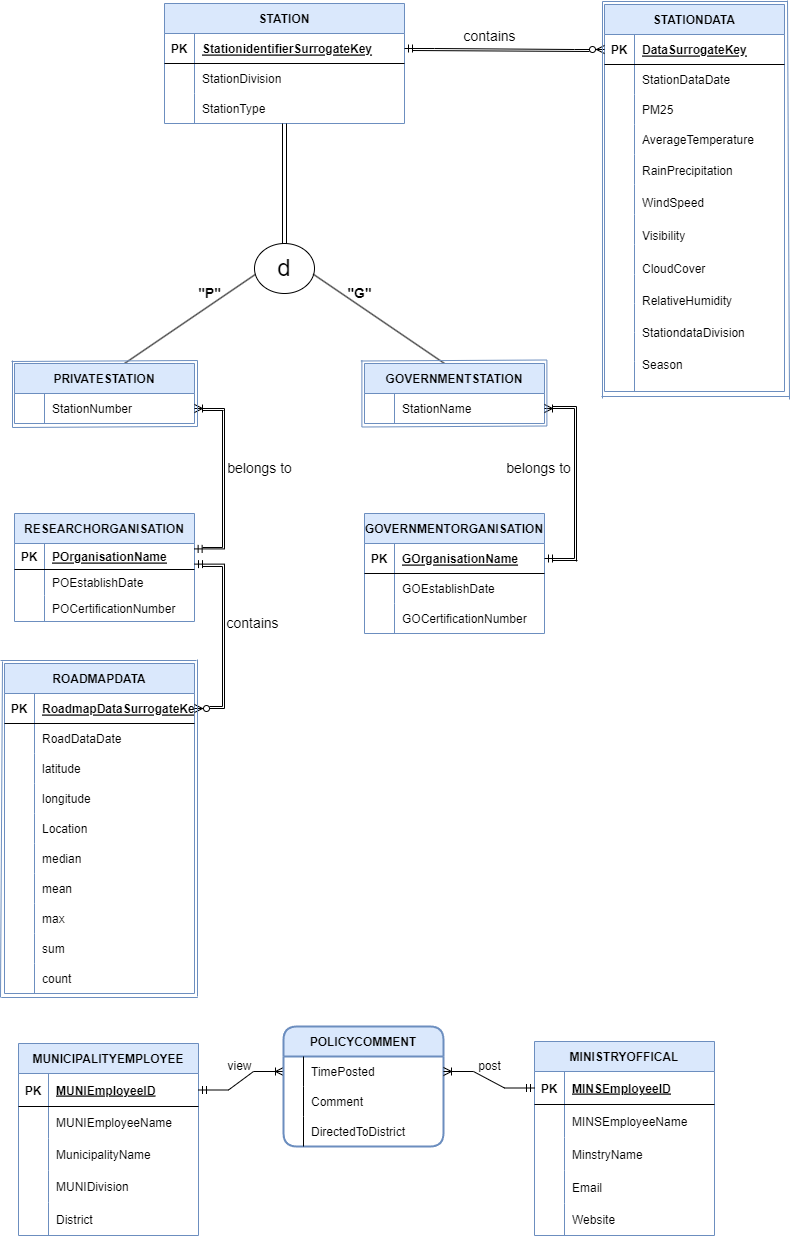 STATION
PK StationidentifierSurrogateKey
StationDivision
StationType
contains
STATIONDATA
PK DataSurrogateKey
StationDataDate
PM25
AverageTemperature
RainPrecipitation
WindSpeed
Visibility
CloudCover
RelativeHumidity
StationdataDivision
Season
d
"P"
"G"
PRIVATESTATION
StationNumber
GOVERNMENTSTATION
StationName
belongs to
belongs to
RESEARCHORGANISATION
PK POrganisationName
POEstablishDate
POCertificationNumber
GOVERNMENTORGANISATION
PK GOrganisationName
GOEstablishDate
GOCertificationNumber
contains
ROADMAPDATA
PK RoadmapDataSurrogateKe
RoadDataDate
latitude
longitude
Location
median
mean
max
sum
count
MUNICIPALITYEMPLOYEE
PK MUNIEmployeeID
MUNIEmployeeName
MunicipalityName
MUNIDivision
District
view
POLICYCOMMENT
TimePosted
Comment
DirectedToDistrict
post
MINISTRYOFFICAL
PK MINSEmployeeID
MINSEmployeeName
MinstryName
Email
Website